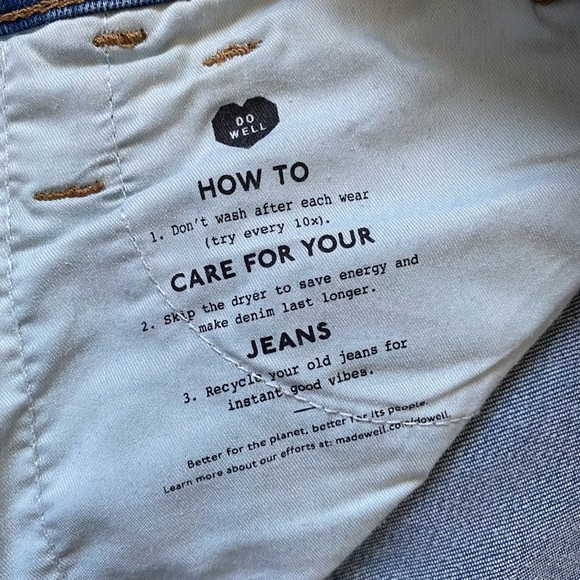 DO
WELL
HOW TO
1. Don't wash after each wear
(try every 10x).
CARE FOR YOUR
2. Skip the dryer to save energy and
make denim last longer.
JEANS
3. Recycle your old jeans for
instant good vibes.
Better for the planet, better for its people.
Learn more about our efforts at: madewell.com/dowell.